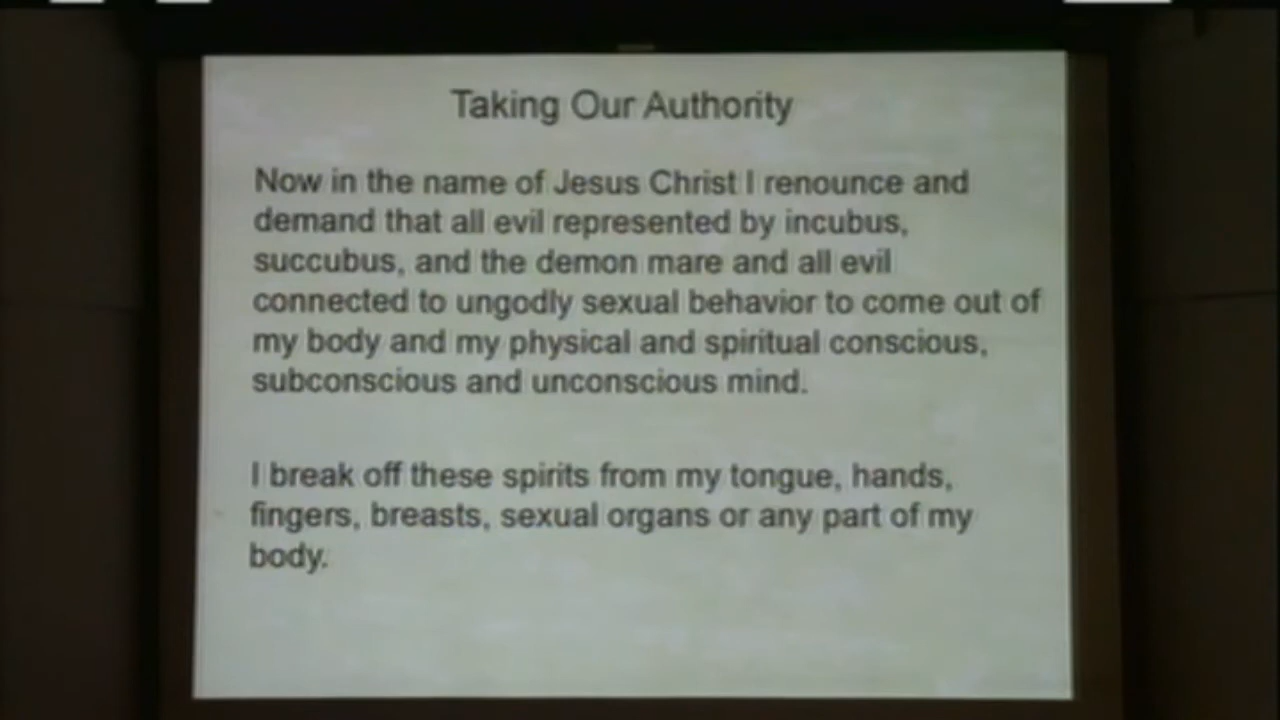 Taking Our Authority
Now in the name of Jesus Christ I renounce and
demand that all evil represented by incubus,
succubus, and the demon mare and all evil
connected to ungodly sexual behavior to come out of
my body and my physical and spiritual conscious,
subconscious and unconscious mind.
I break off these spirits from my tongue, hands,
fingers, breasts, sexual organs or any part of my
body.